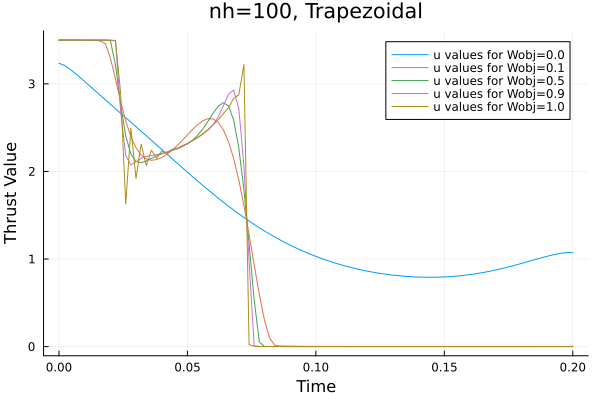 nh=100, Trapezoidal
u values for Wobj=0.0
u values for Wobj=0.1
u values for Wobj=0.5
u values for Wobj=0.9
u values for Wobj=1.0
Thrust Value
3
2
1
0
0.00 0.05 0.10 0.15 0.20
Time